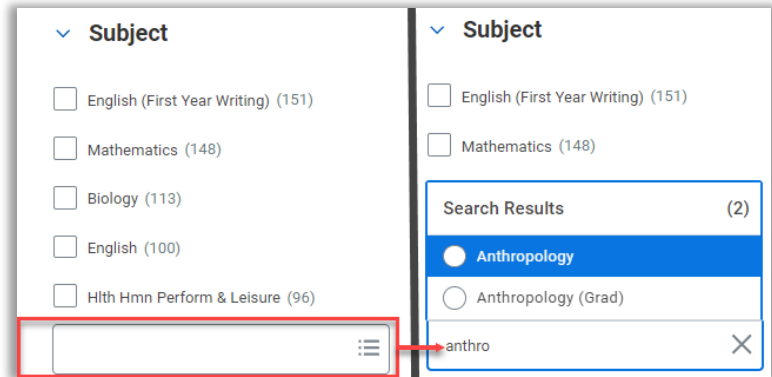 Subject
English (First Year Writing) (151)
Mathematics (148)
Biology (113)
English (100)
Hlth Hmn Perform & Leisure (96)
Subject
English (First Year Writing) (151)
Mathematics (148)
Search Results (2)
Anthropology
Anthropology (Grad)
anthro